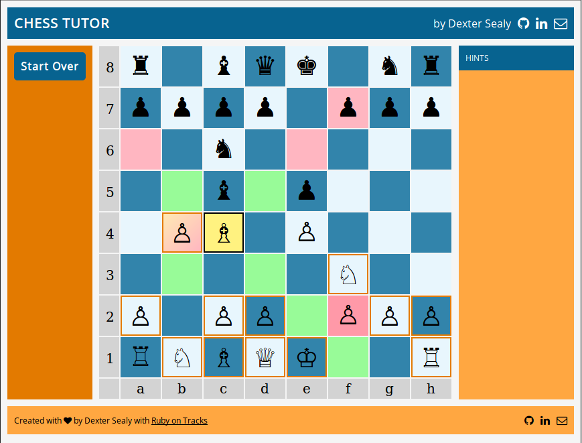 CHESS TUTOR
by Dexter Sealy
Start Over
HINTS
8
7
6
5
4
3
2
1
a b c d e f g h
Created with ♥ by Dexter Sealy with Ruby on Tracks